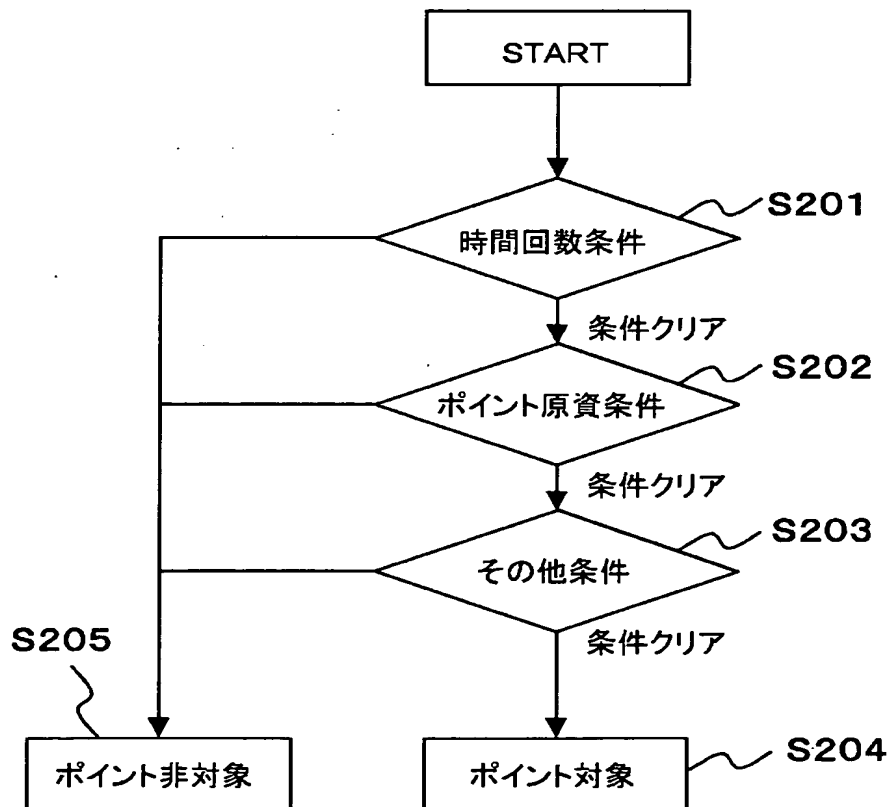 START
S201
時間回数条件
条件クリア
S202
ポイント原資条件
条件クリア
S203
その他条件
条件クリア
S205
ポイント非対象
ポイント対象
S204